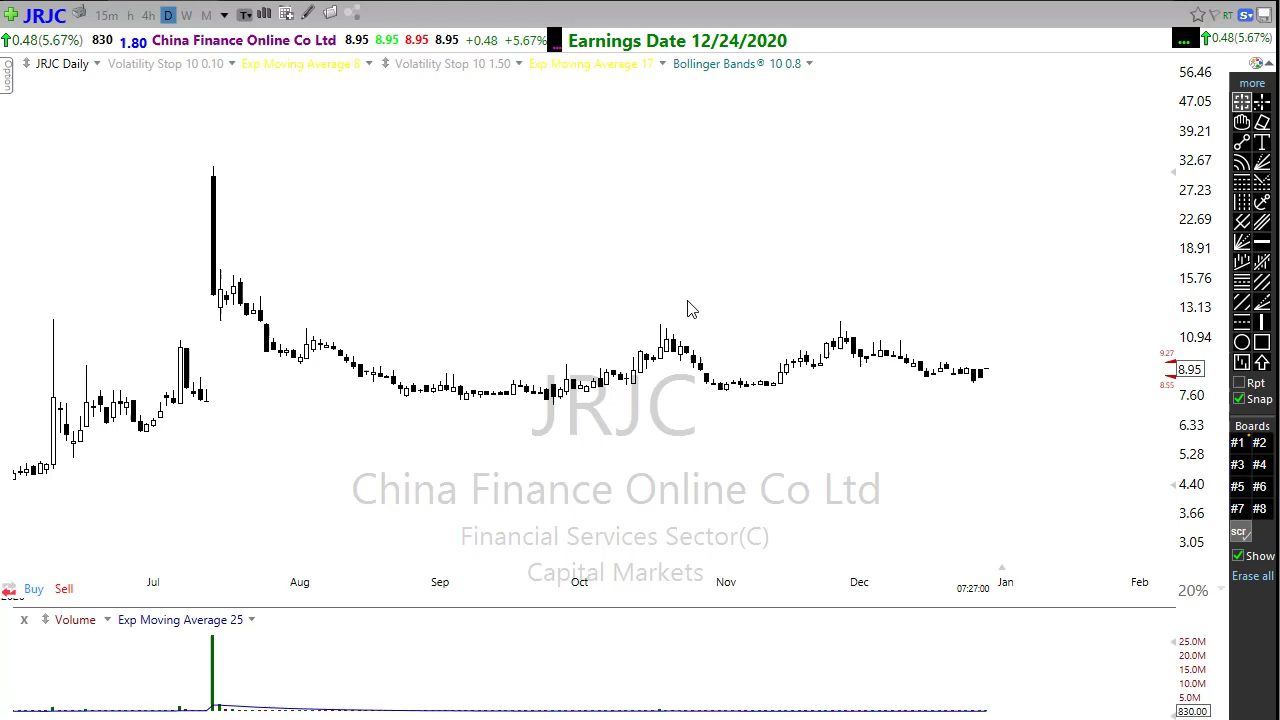 JRJC 15m h 4h D W M T RT S
0.48(5.67%) 830 1.80 China Finance Online Co Ltd 8.95 8.95 8.95 8.95 +0.48 +5.67% ... Earnings Date 12/24/2020 ... 0.48(5.67%)
Option JRJC Daily Volatility Stop 10 0.10 Exp Moving Average 8 Volatility Stop 10 1.50 Exp Moving Average 17 Bollinger Bands® 10 0.8
56.46
more
47.05
39.21
32.67
27.23
22.69
18.91
15.76
13.13
10.94
9.27
8.95
8.55
7.60
6.33
5.28
4.40
3.66
3.05
Rpt
Snap
Boards
#1 #2
#3 #4
#5 #6
#7 #8
scr
Show
Erase all
JRJC
China Finance Online Co Ltd
Financial Services Sector(C)
Capital Markets
Jul Aug Sep Oct Nov Dec Jan Feb
Buy Sell 07:27:00 20%
X Volume Exp Moving Average 25
25.0M
20.0M
15.0M
10.0M
5.0M
830.00